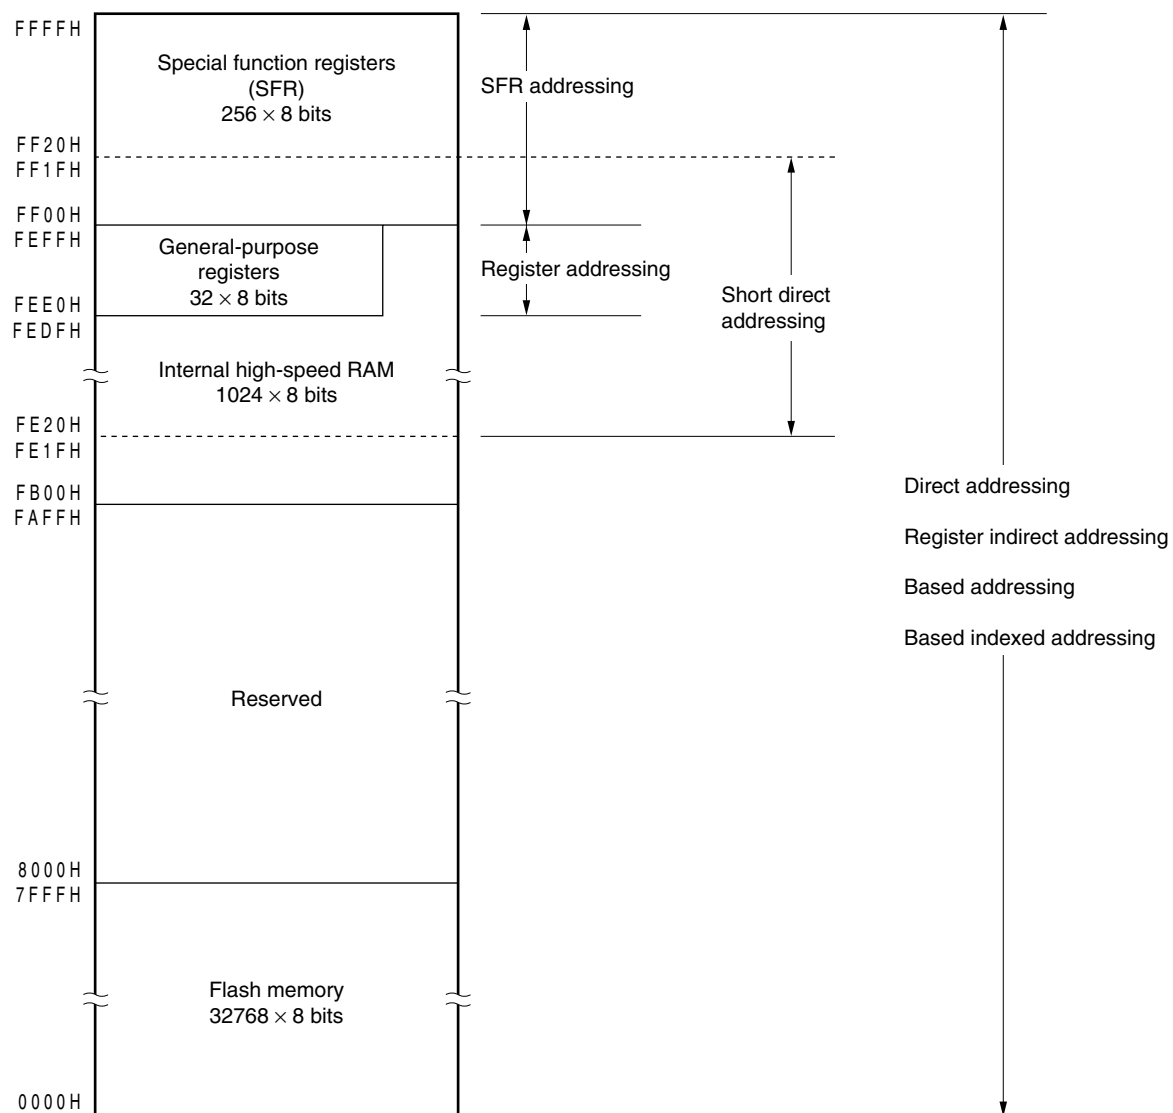 FFFFH
Special function registers
(SFR)
256 × 8 bits
SFR addressing
FF20H
FF1FH
FF00H
FEFFH
General-purpose
registers
32 × 8 bits
Register addressing
Short direct
addressing
FEE0H
FEDFH
Internal high-speed RAM
1024 × 8 bits
FE20H
FE1FH
FB00H
FAFFH
Direct addressing
Register indirect addressing
Based addressing
Based indexed addressing
Reserved
8000H
7FFFH
Flash memory
32768 × 8 bits
0000H